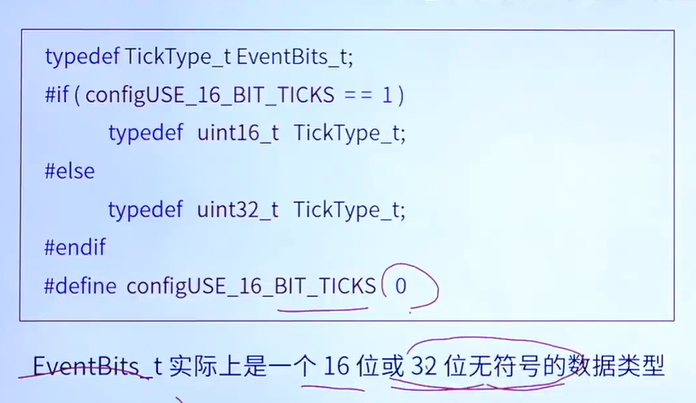 typedef TickType_t EventBits_t;
#if ( configUSE_16_BIT_TICKS == 1 )
typedef uint16_t TickType_t;
#else
typedef uint32_t TickType_t;
#endif
#define configUSE_16_BIT_TICKS 0
EventBits_t 实际上是一个 16 位或 32 位无符号的数据类型